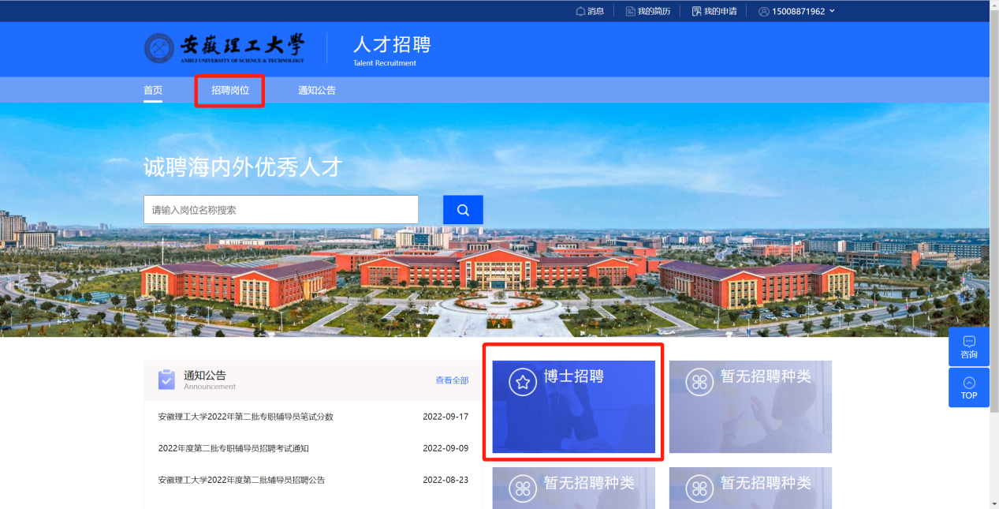 消息 我的简历 我的申请 15008871962
安徽理工大學 人才招聘
ANHUI UNIVERSITY OF SCIENCE & TECHNOLOGY Talent Recruitment
首页 招聘岗位 通知公告
诚聘海内外优秀人才
请输入岗位名称搜索
咨询
TOP
通知公告
Announcement
查看全部
安徽理工大学2022年第二批专职辅导员笔试分数 2022-09-17
2022年度第二批专职辅导员招聘考试通知 2022-09-09
安徽理工大学2022年度第二批辅导员招聘公告 2022-08-23
博士招聘 暂无招聘种类
暂无招聘种类 暂无招聘种类